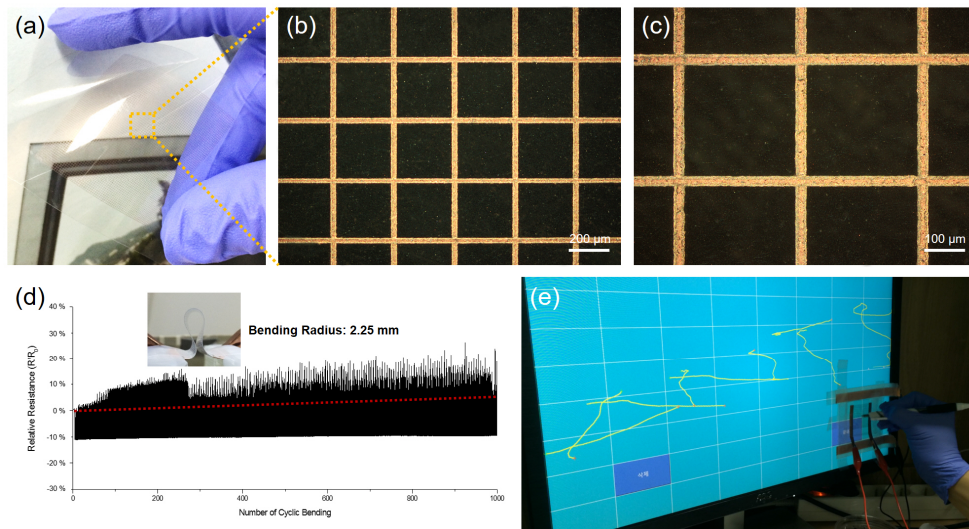 (a)
(b)
200 μm
(c)
100 μm
(d)
40 %
30 %
20 %
10 %
0 %
-10 %
-20 %
-30 %
Relative Resistance (R'R₀)
Bending Radius: 2.25 mm
0
200
400
600
800
1000
Number of Cyclic Bending
(e)
삭제